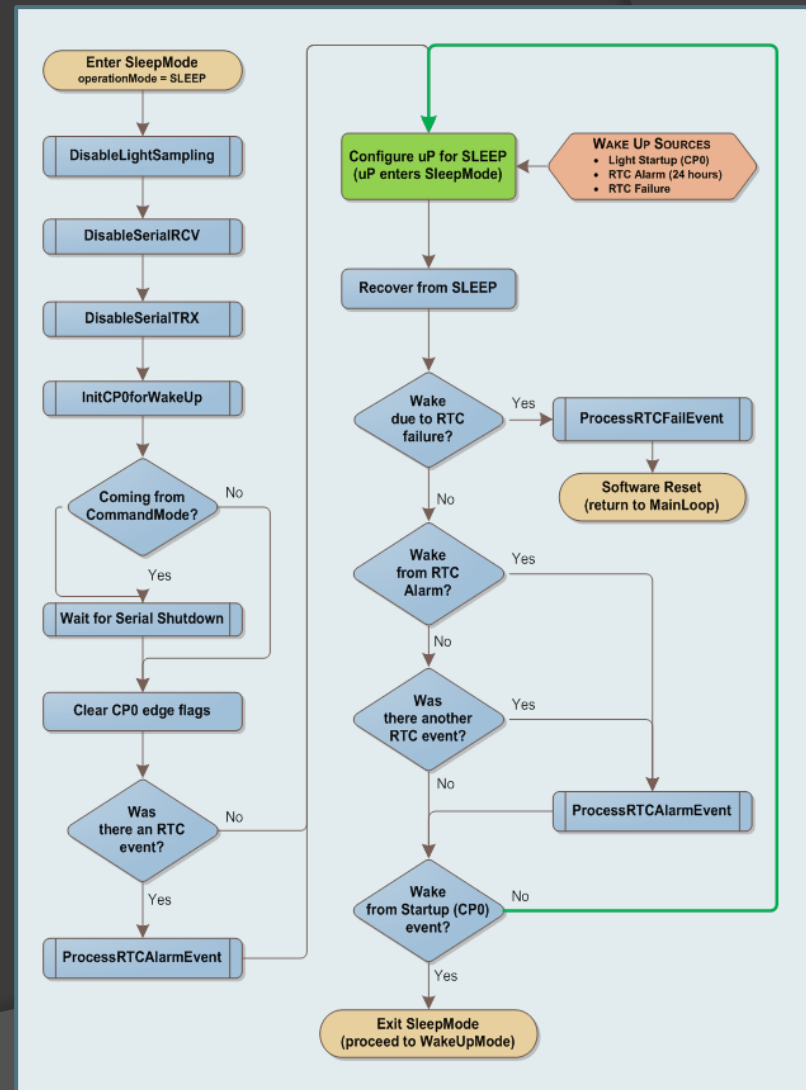 Enter SleepMode
operationMode = SLEEP
DisableLightSampling
DisableSerialRCV
DisableSerialTRX
InitCP0forWakeUp
Coming from
CommandMode?
No
Yes
Wait for Serial Shutdown
Clear CP0 edge flags
Was
there an RTC
event?
No
Yes
ProcessRTCAlarmEvent
Configure uP for SLEEP
(uP enters SleepMode)
WAKE UP SOURCES
• Light Startup (CP0)
• RTC Alarm (24 hours)
• RTC Failure
Recover from SLEEP
Wake
due to RTC
failure?
Yes
ProcessRTCFailEvent
Software Reset
(return to MainLoop)
No
Wake
from RTC
Alarm?
Yes
No
Was
there another
RTC event?
Yes
No
ProcessRTCAlarmEvent
Wake
from Startup (CP0)
event?
No
Yes
Exit SleepMode
(proceed to WakeUpMode)